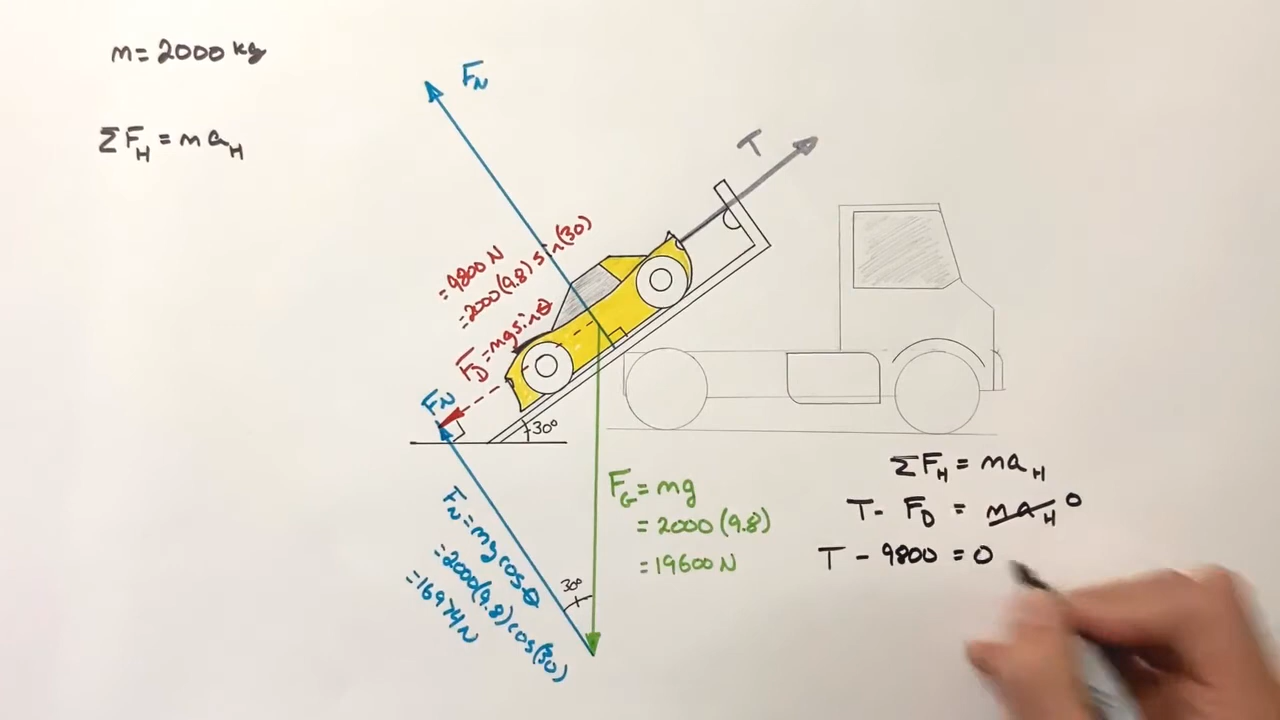 m = 2000 kg
ΣF_H = ma_H
F_N
T
= 9800 N
= 2000(9.8) sin(30)
F_D = mg sin θ
F_N
30°
F_N = mg cos θ
= 2000(9.8) cos(30)
= 16974 N
30°
F_G = mg
= 2000(9.8)
= 19600 N
ΣF_H = ma_H
T - F_D = ma_H 0
T - 9800 = 0